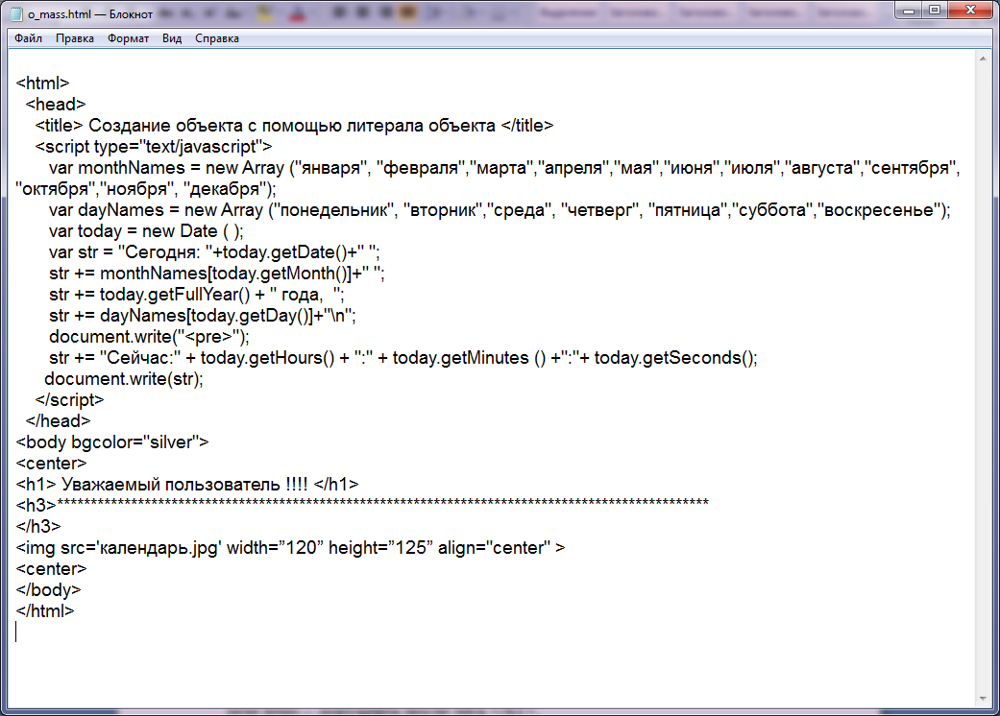 o_mass.html — Блокнот
Файл Правка Формат Вид Справка
<html>
<head>
<title> Создание объекта с помощью литерала объекта </title>
<script type="text/javascript">
var monthNames = new Array ("января", "февраля","марта","апреля","мая","июня","июля","августа","сентября",
"октября","ноября", "декабря");
var dayNames = new Array ("понедельник", "вторник","среда", "четверг", "пятница","суббота","воскресенье");
var today = new Date ( );
var str = "Сегодня: "+today.getDate()+" ";
str += monthNames[today.getMonth()]+" ";
str += today.getFullYear() + " года,  ";
str += dayNames[today.getDay()]+"\n";
document.write("<pre>");
str += "Сейчас:" + today.getHours() + ":" + today.getMinutes () +":"+ today.getSeconds();
document.write(str);
</script>
</head>
<body bgcolor="silver">
<center>
<h1> Уважаемый пользователь !!!! </h1>
<h3>*************************************************************************************************
</h3>
<img src='календарь.jpg' width=”120” height=”125” align="center" >
<center>
</body>
</html>